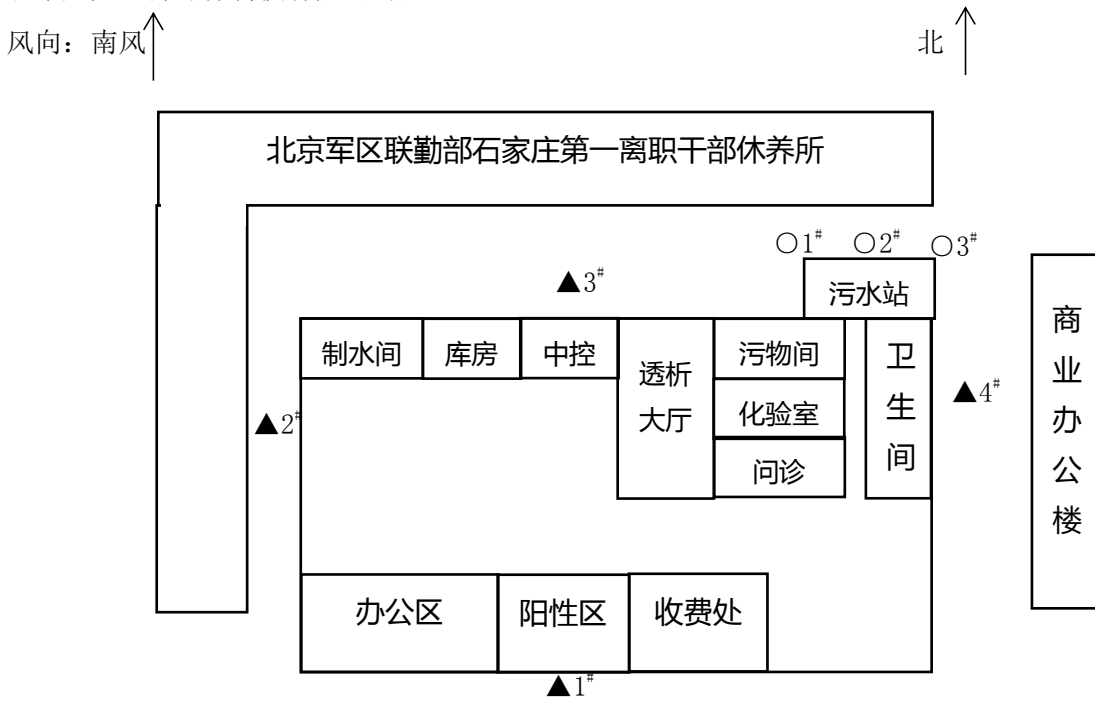 风向：南风
北
北京军区联勤部石家庄第一离职干部休养所
○1#
○2#
○3#
▲3#
污水站
商业办公楼
制水间
库房
中控
透析大厅
污物间
卫生间
▲4#
▲2#
化验室
问诊
办公区
阳性区
收费处
▲1#